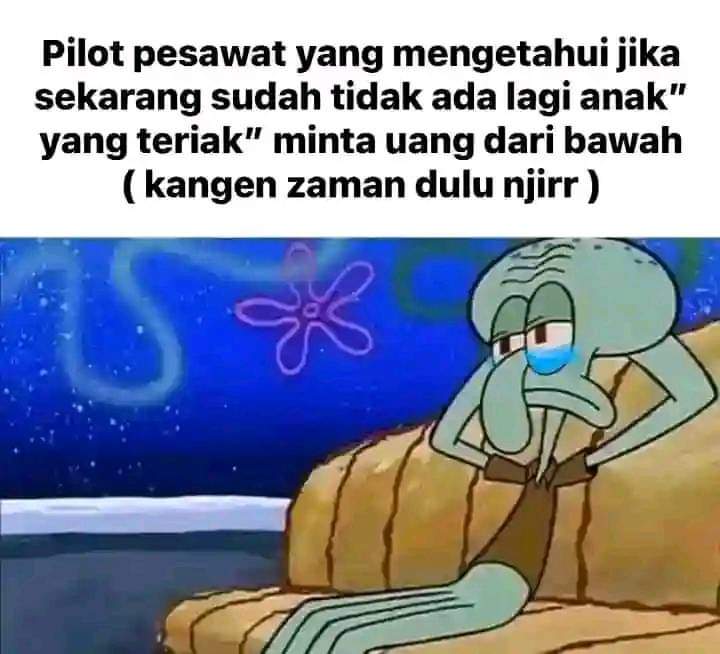 Pilot pesawat yang mengetahui jika
sekarang sudah tidak ada lagi anak”
yang teriak” minta uang dari bawah
( kangen zaman dulu njirr )